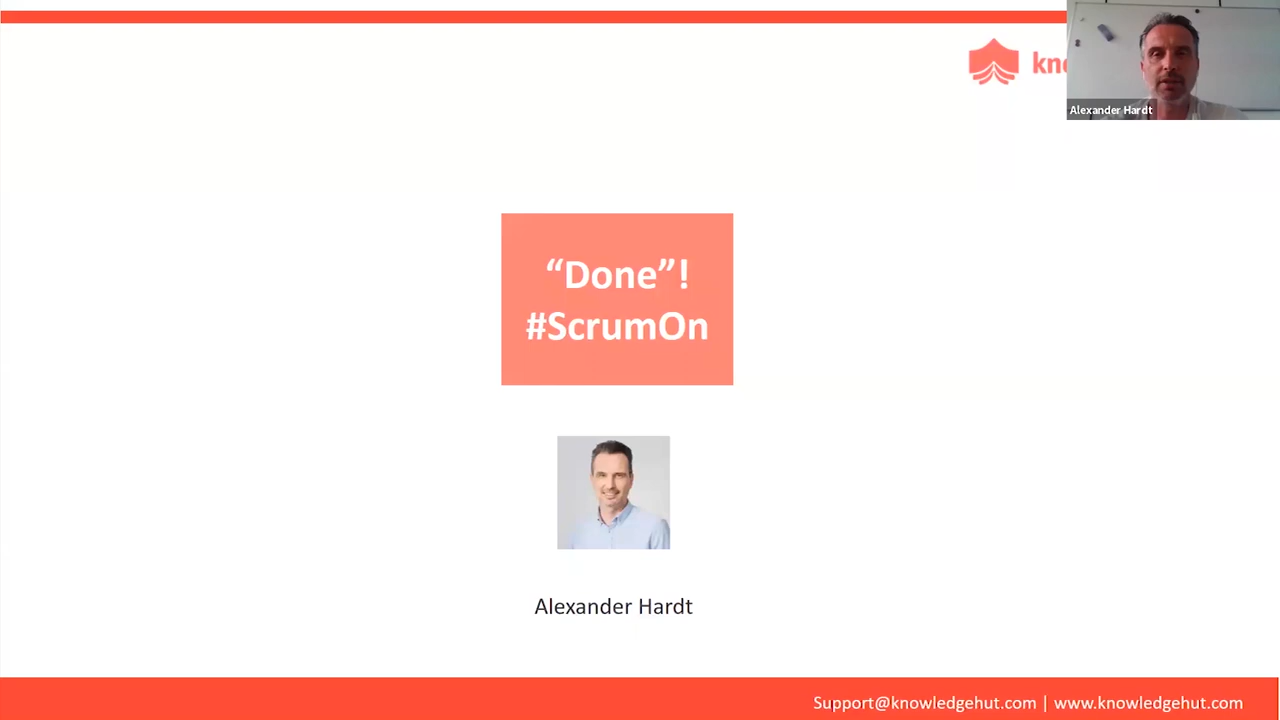 Alexander Hardt
“Done”!
#ScrumOn
Alexander Hardt
Support@knowledgehut.com | www.knowledgehut.com